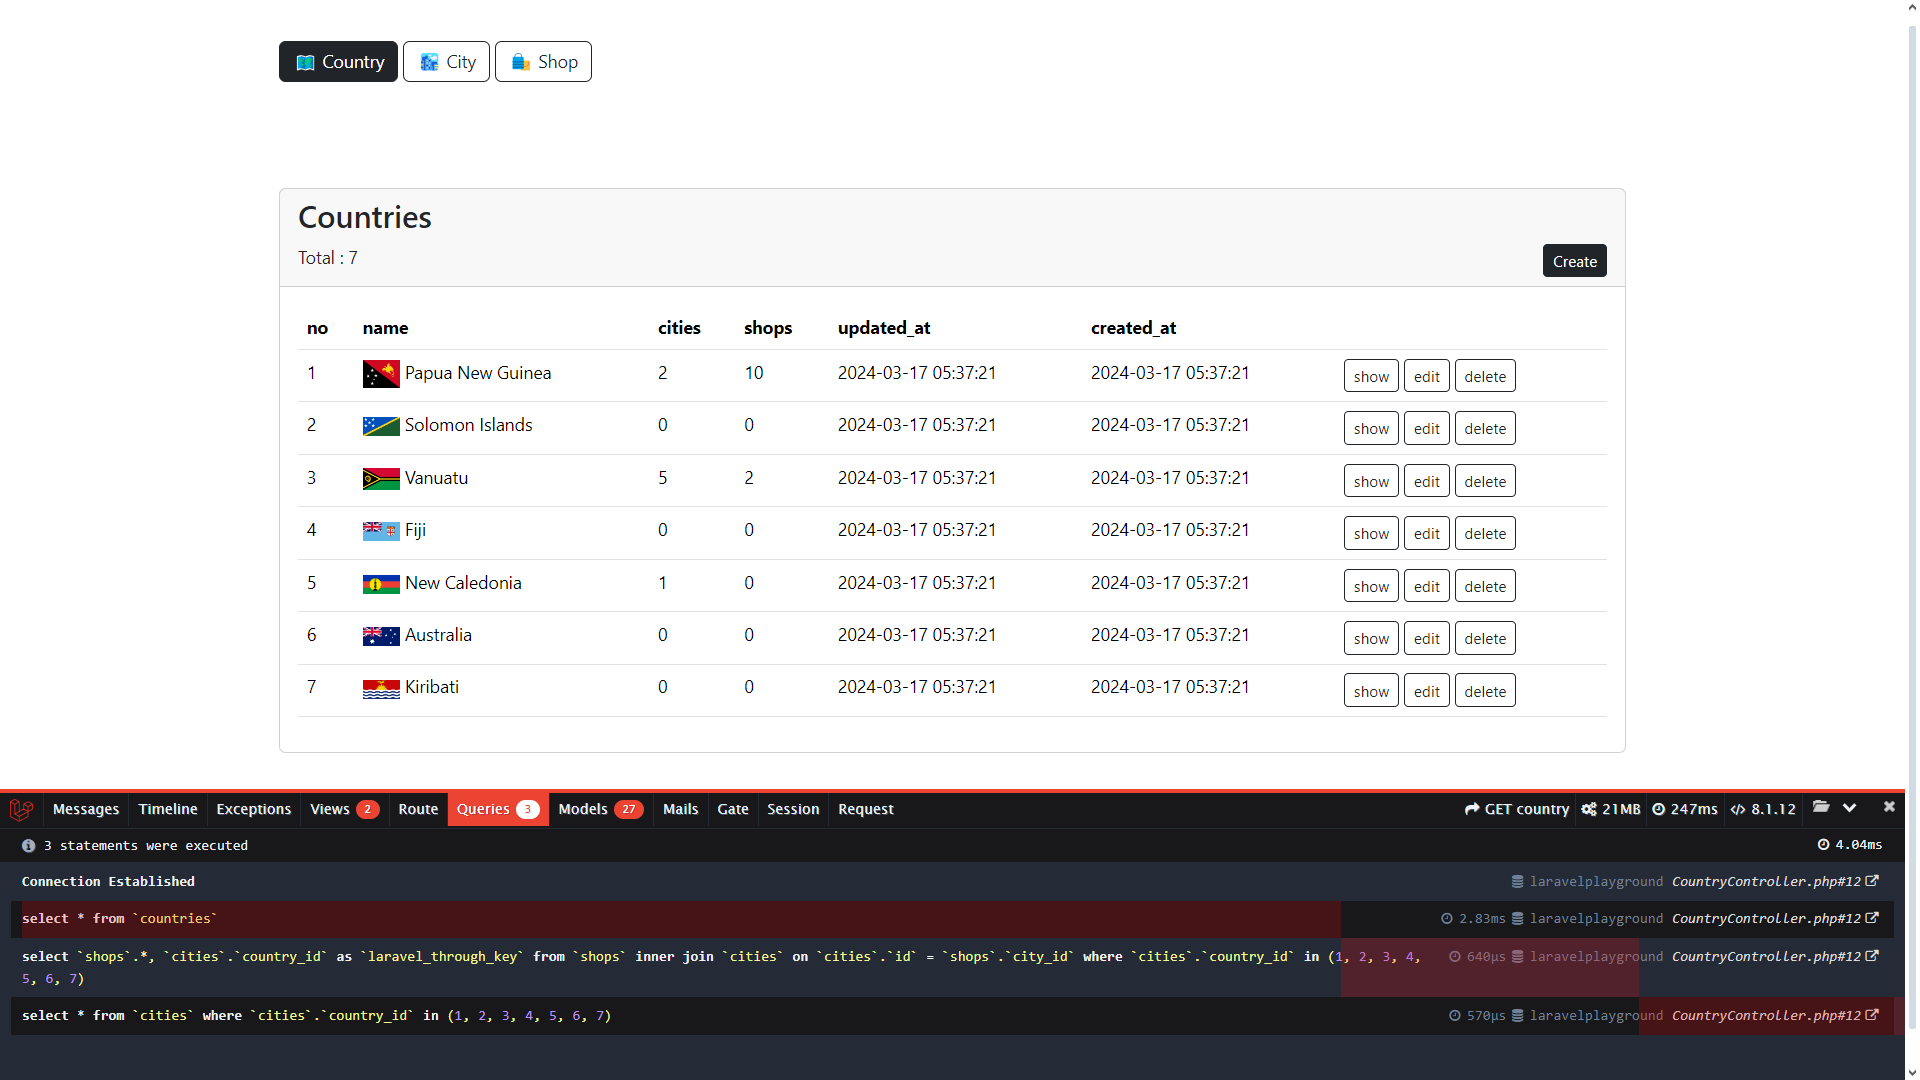 Country City Shop
Countries
Total : 7
Create
no name cities shops updated_at created_at
1 Papua New Guinea 2 10 2024-03-17 05:37:21 2024-03-17 05:37:21 show edit delete
2 Solomon Islands 0 0 2024-03-17 05:37:21 2024-03-17 05:37:21 show edit delete
3 Vanuatu 5 2 2024-03-17 05:37:21 2024-03-17 05:37:21 show edit delete
4 Fiji 0 0 2024-03-17 05:37:21 2024-03-17 05:37:21 show edit delete
5 New Caledonia 1 0 2024-03-17 05:37:21 2024-03-17 05:37:21 show edit delete
6 Australia 0 0 2024-03-17 05:37:21 2024-03-17 05:37:21 show edit delete
7 Kiribati 0 0 2024-03-17 05:37:21 2024-03-17 05:37:21 show edit delete
Messages Timeline Exceptions Views 2 Route Queries 3 Models 27 Mails Gate Session Request GET country 21MB 247ms 8.1.12
3 statements were executed 4.04ms
Connection Established laravelplayground CountryController.php#12
select * from `countries` 2.83ms laravelplayground CountryController.php#12
select `shops`.*, `cities`.`country_id` as `laravel_through_key` from `shops` inner join `cities` on `cities`.`id` = `shops`.`city_id` where `cities`.`country_id` in (1, 2, 3, 4, 640μs laravelplayground CountryController.php#12
5, 6, 7)
select * from `cities` where `cities`.`country_id` in (1, 2, 3, 4, 5, 6, 7) 570μs laravelplayground CountryController.php#12